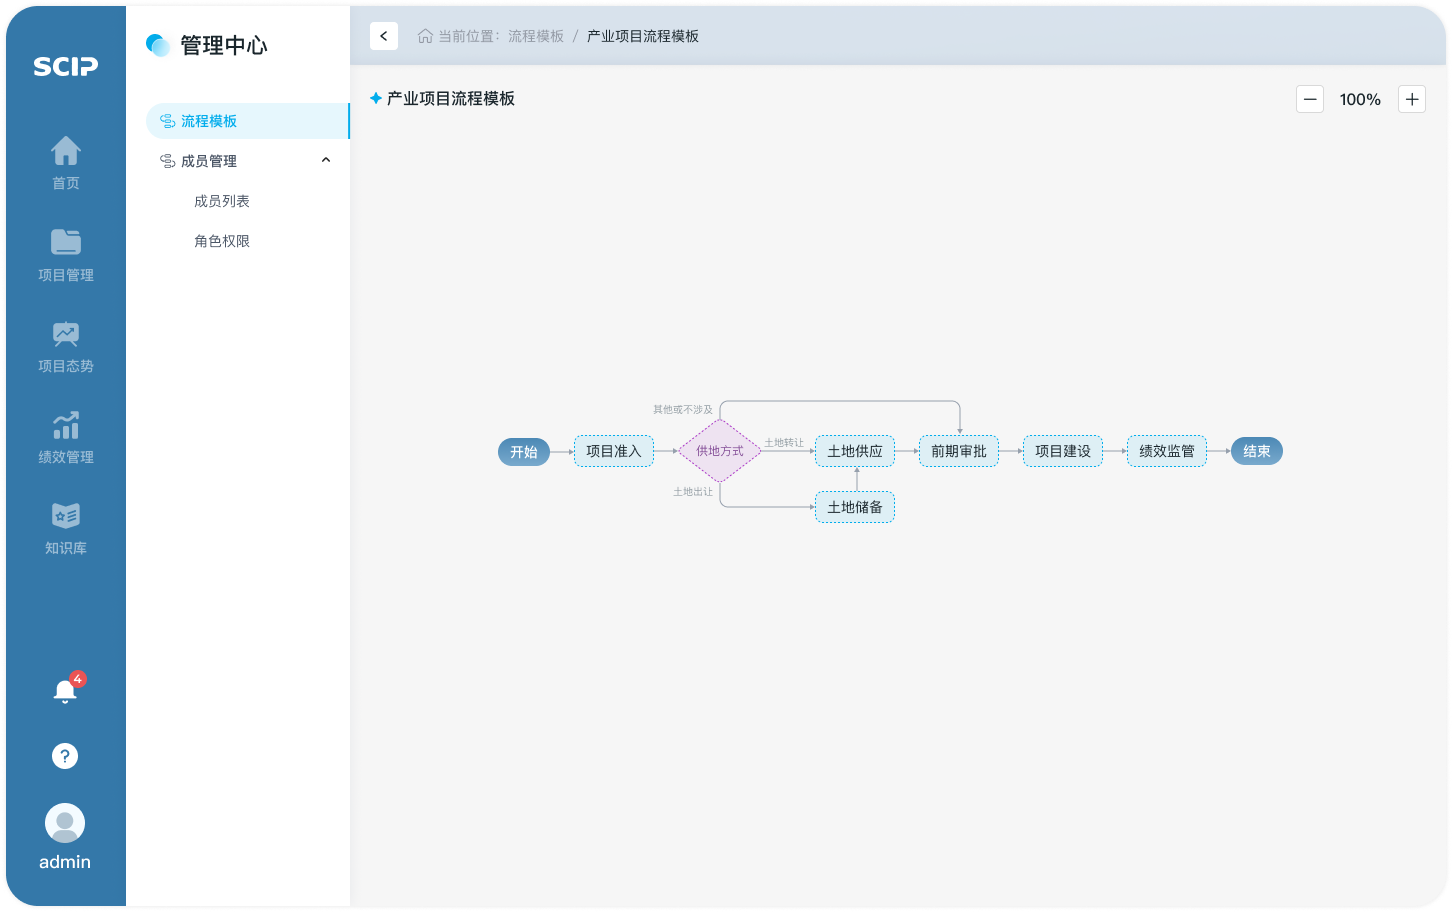 SCIP
首页
项目管理
项目态势
绩效管理
知识库
4
?
admin
管理中心
流程模板
成员管理
成员列表
角色权限
当前位置：流程模板 / 产业项目流程模板
产业项目流程模板
100%
其他或不涉及
开始
项目准入
供地方式
土地转让
土地供应
前期审批
项目建设
绩效监管
结束
土地出让
土地储备